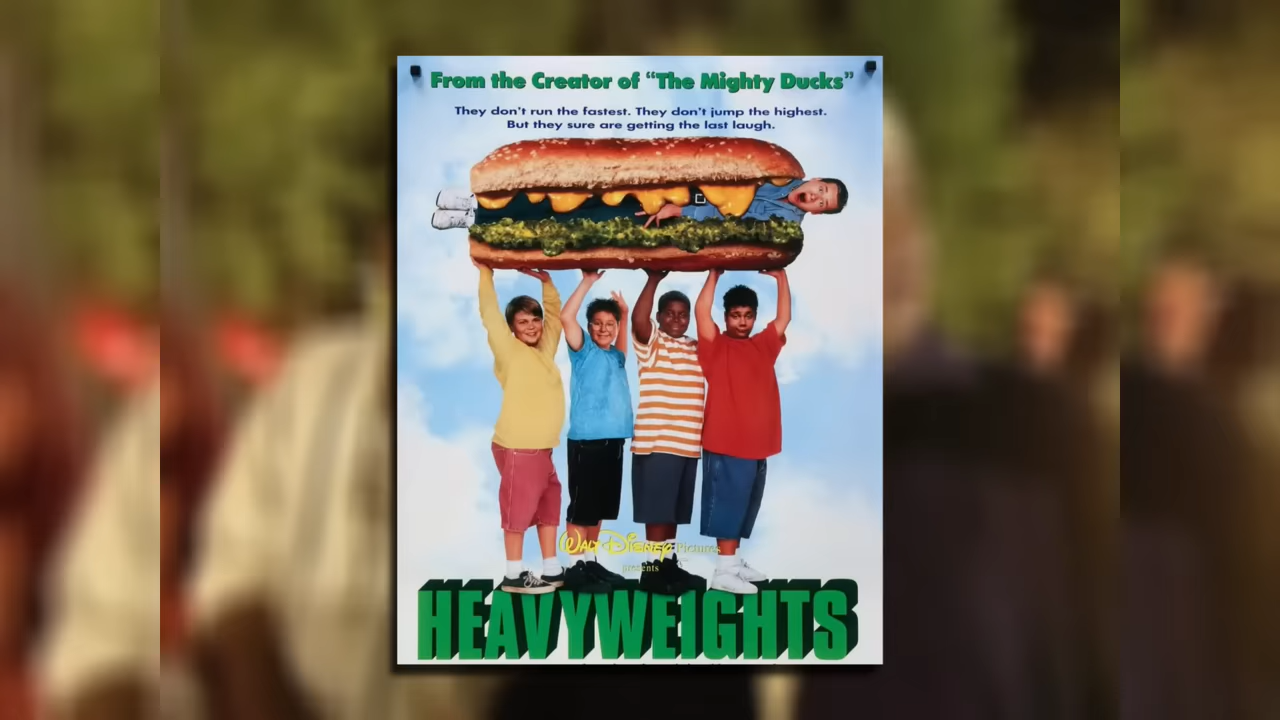 From the Creator of “The Mighty Ducks”
They don't run the fastest. They don't jump the highest.
But they sure are getting the last laugh.
WALT DISNEY Pictures
presents
HEAVYWEIGHTS